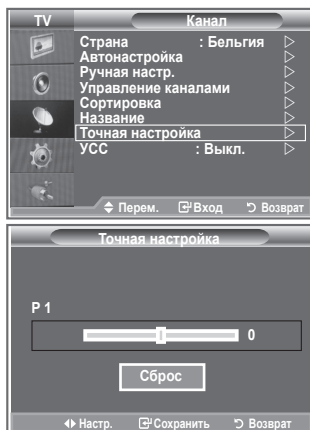 TV Канал
Страна : Бельгия
Автонастройка
Ручная настр.
Управление каналами
Сортировка
Название
Точная настройка
УСС : Выкл.
Перем. Вход Возврат
Точная настройка
P 1
0
Сброс
Настр. Сохранить Возврат